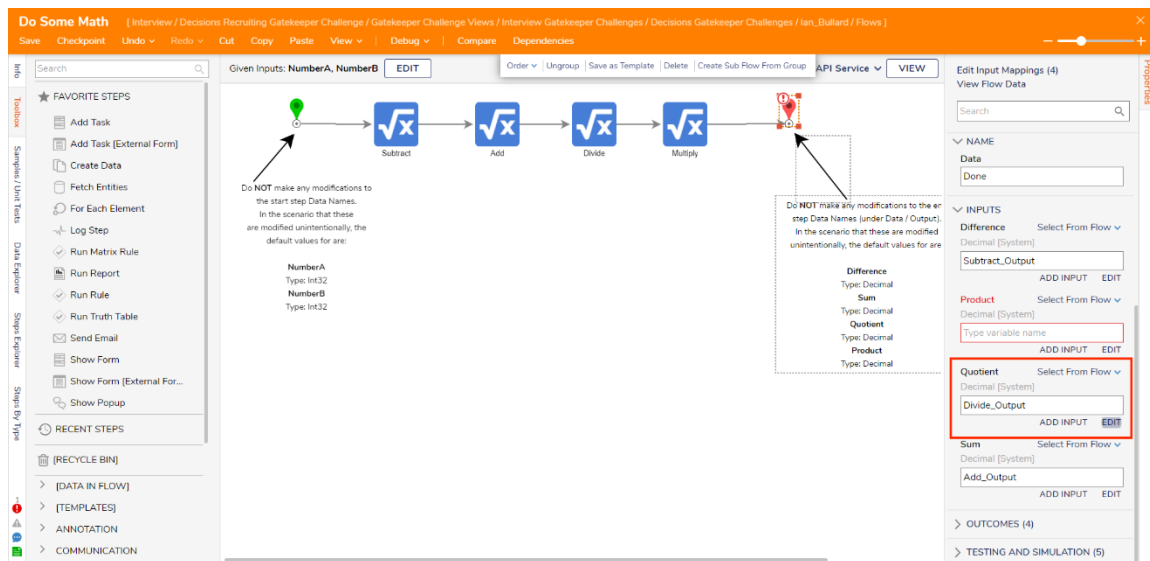 Do Some Math [ Interview / Decisions Recruiting Gatekeeper Challenge / Gatekeeper Challenge Views / Interview Gatekeeper Challenges / Decisions Gatekeeper Challenges / Ian_Bullard / Flows ]
Save Checkpoint Undo Redo Cut Copy Paste View Debug Compare Dependencies
Info
Toolbox
Samples / Unit Tests
Data Explorer
Steps Explorer
Steps By Type
1
Search
FAVORITE STEPS
Add Task
Add Task [External Form]
Create Data
Fetch Entities
For Each Element
Log Step
Run Matrix Rule
Run Report
Run Rule
Run Truth Table
Send Email
Show Form
Show Form [External For...
Show Popup
RECENT STEPS
[RECYCLE BIN]
[DATA IN FLOW]
[TEMPLATES]
ANNOTATION
COMMUNICATION
Given Inputs: NumberA, NumberB EDIT
Order Ungroup Save as Template Delete Create Sub Flow From Group
API Service VIEW
√x √x √x √x
Subtract Add Divide Multiply
Do NOT make any modifications to
the start step Data Names.
In the scenario that these
are modified unintentionally, the
default values for are:
NumberA
Type: Int32
NumberB
Type: Int32
Do NOT make any modifications to the er
step Data Names (under Data / Output).
In the scenario that these are modified
unintentionally, the default values for are
Difference
Type: Decimal
Sum
Type: Decimal
Quotient
Type: Decimal
Product
Type: Decimal
Properties
Edit Input Mappings (4)
View Flow Data
Search
NAME
Data
Done
INPUTS
Difference Select From Flow
Decimal [System]
Subtract_Output
ADD INPUT EDIT
Product Select From Flow
Decimal [System]
Type variable name
ADD INPUT EDIT
Quotient Select From Flow
Decimal [System]
Divide_Output
ADD INPUT EDIT
Sum Select From Flow
Decimal [System]
Add_Output
ADD INPUT EDIT
OUTCOMES (4)
TESTING AND SIMULATION (5)